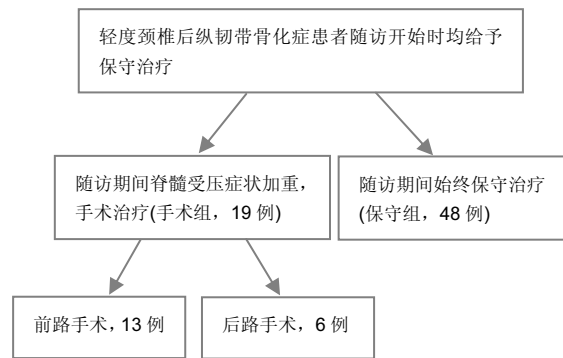 轻度颈椎后纵韧带骨化症患者随访开始时均给予
保守治疗
随访期间脊髓受压症状加重，
手术治疗(手术组，19 例)
随访期间始终保守治疗
(保守组，48 例)
前路手术，13 例
后路手术，6 例